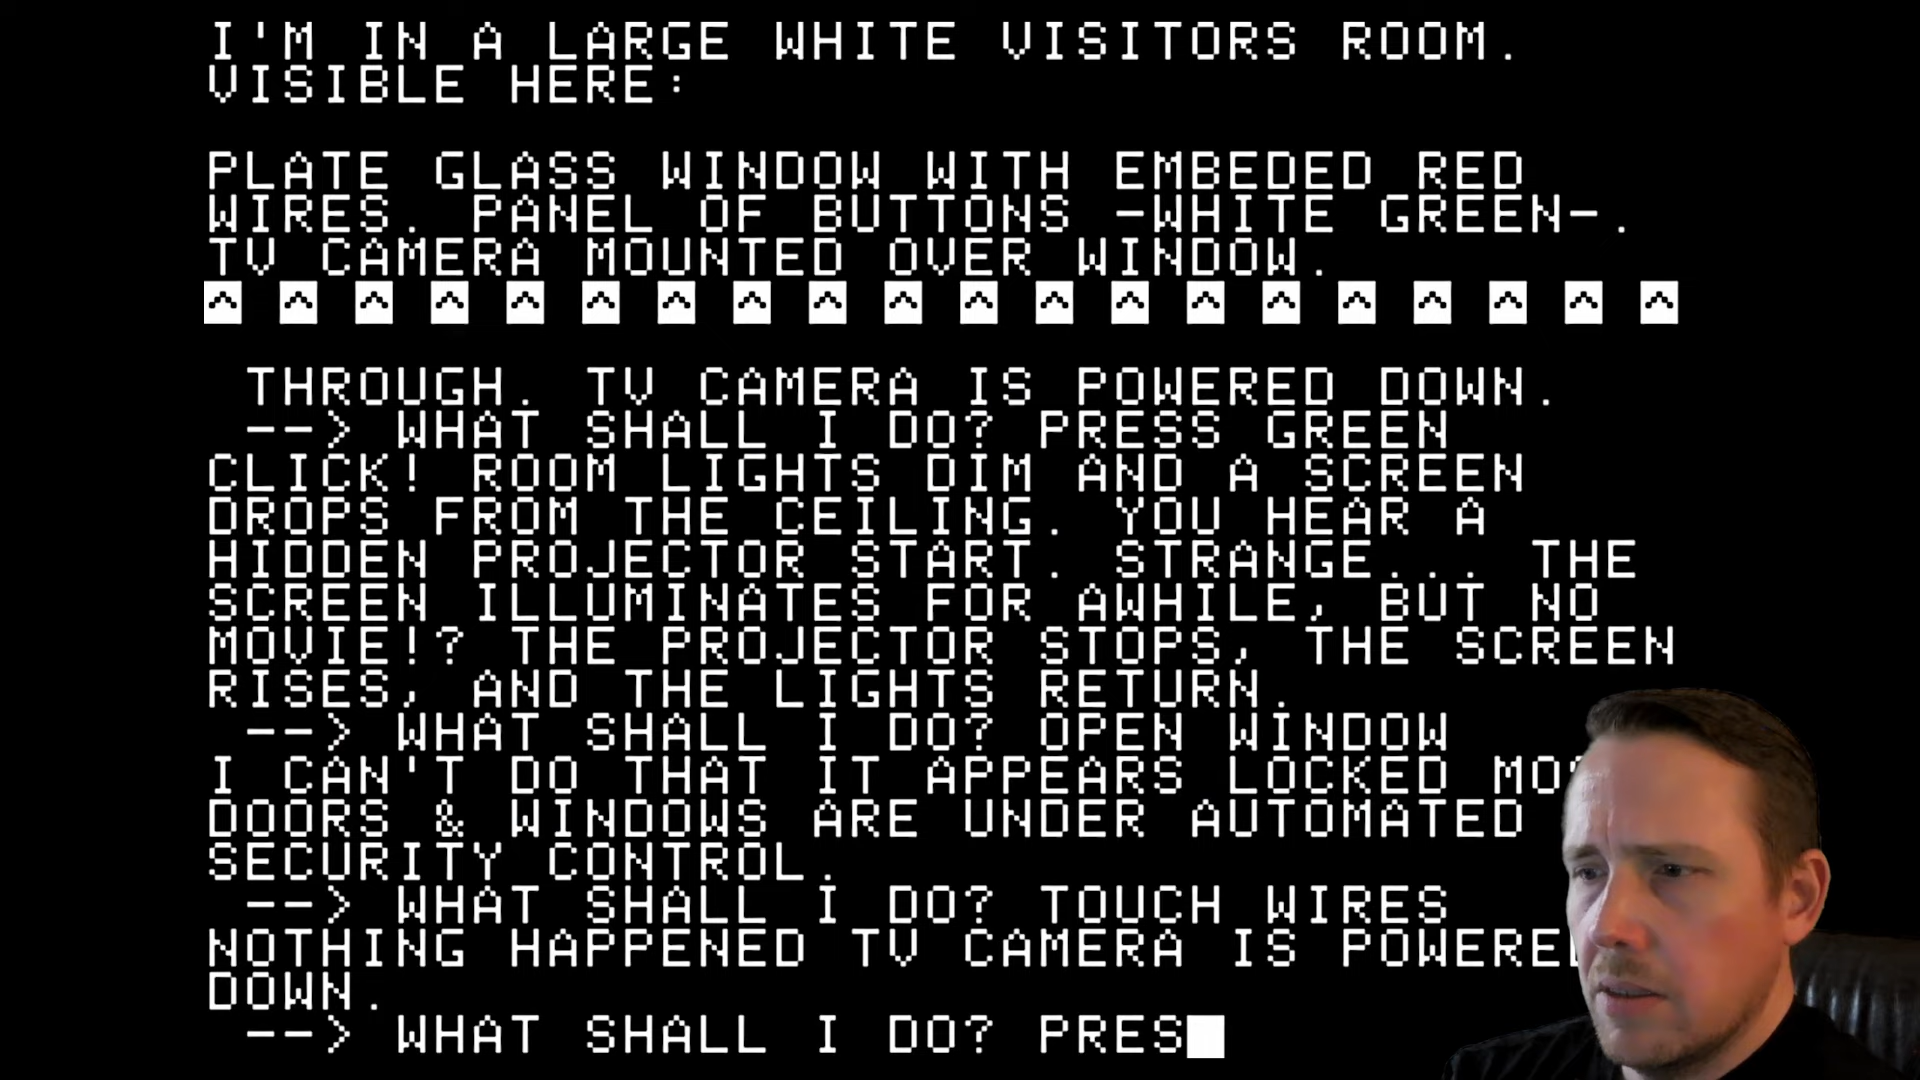 I'M IN A LARGE WHITE VISITORS ROOM.
VISIBLE HERE:
PLATE GLASS WINDOW WITH EMBEDED RED
WIRES. PANEL OF BUTTONS -WHITE GREEN-.
TV CAMERA MOUNTED OVER WINDOW.
^ ^ ^ ^ ^ ^ ^ ^ ^ ^ ^ ^ ^ ^ ^ ^ ^ ^ ^ ^
THROUGH. TV CAMERA IS POWERED DOWN.
--> WHAT SHALL I DO? PRESS GREEN
CLICK! ROOM LIGHTS DIM AND A SCREEN
DROPS FROM THE CEILING. YOU HEAR A
HIDDEN PROJECTOR START. STRANGE... THE
SCREEN ILLUMINATES FOR AWHILE, BUT NO
MOVIE!? THE PROJECTOR STOPS, THE SCREEN
RISES, AND THE LIGHTS RETURN.
--> WHAT SHALL I DO? OPEN WINDOW
I CAN'T DO THAT IT APPEARS LOCKED
DOORS & WINDOWS ARE UNDER AUTOMATED
SECURITY CONTROL.
--> WHAT SHALL I DO? TOUCH WIRES
NOTHING HAPPENED TV CAMERA IS POWERED
DOWN.
--> WHAT SHALL I DO? PRES